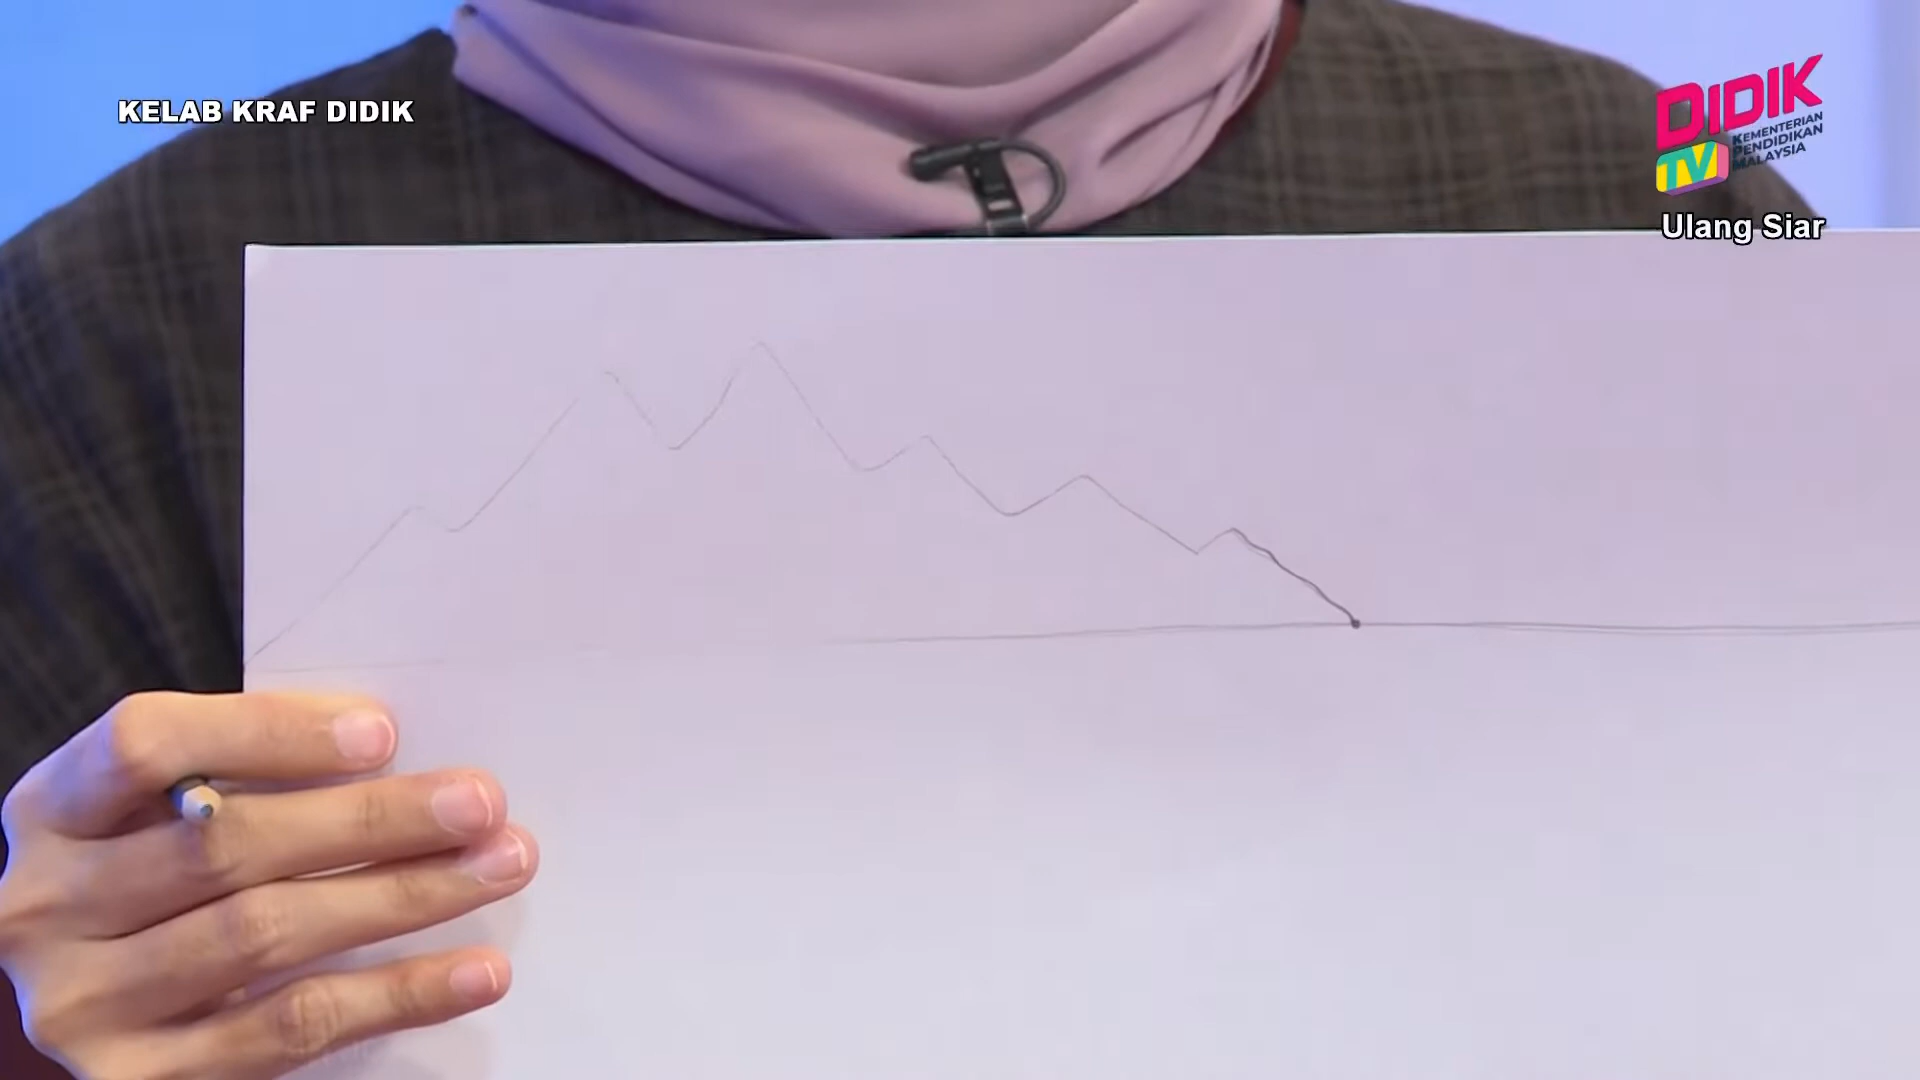 KELAB KRAF DIDIK
DIDIK
TV
KEMENTERIAN
PENDIDIKAN
MALAYSIA
Ulang Siar